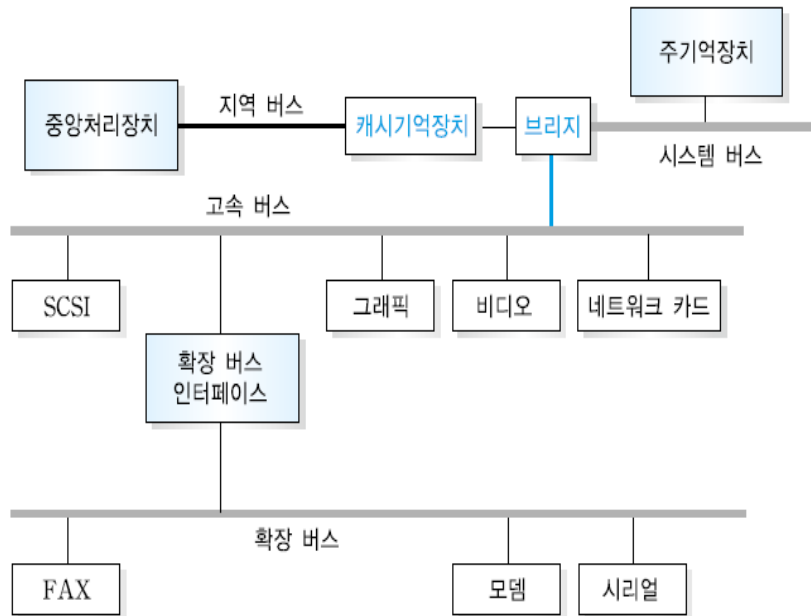 주기억장치
중앙처리장치
지역 버스
캐시기억장치
브리지
시스템 버스
고속 버스
SCSI
그래픽
비디오
네트워크 카드
확장 버스
인터페이스
확장 버스
FAX
모뎀
시리얼